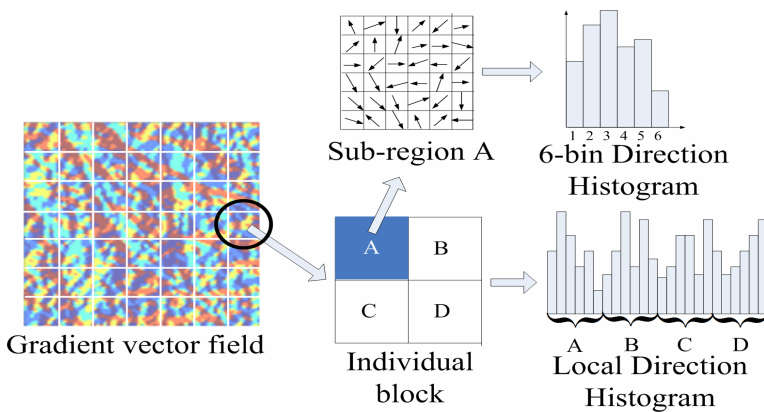 1 2 3 4 5 6
Sub-region A
6-bin Direction
Histogram
A B
C D
Gradient vector field
Individual
block
A B C D
Local Direction
Histogram